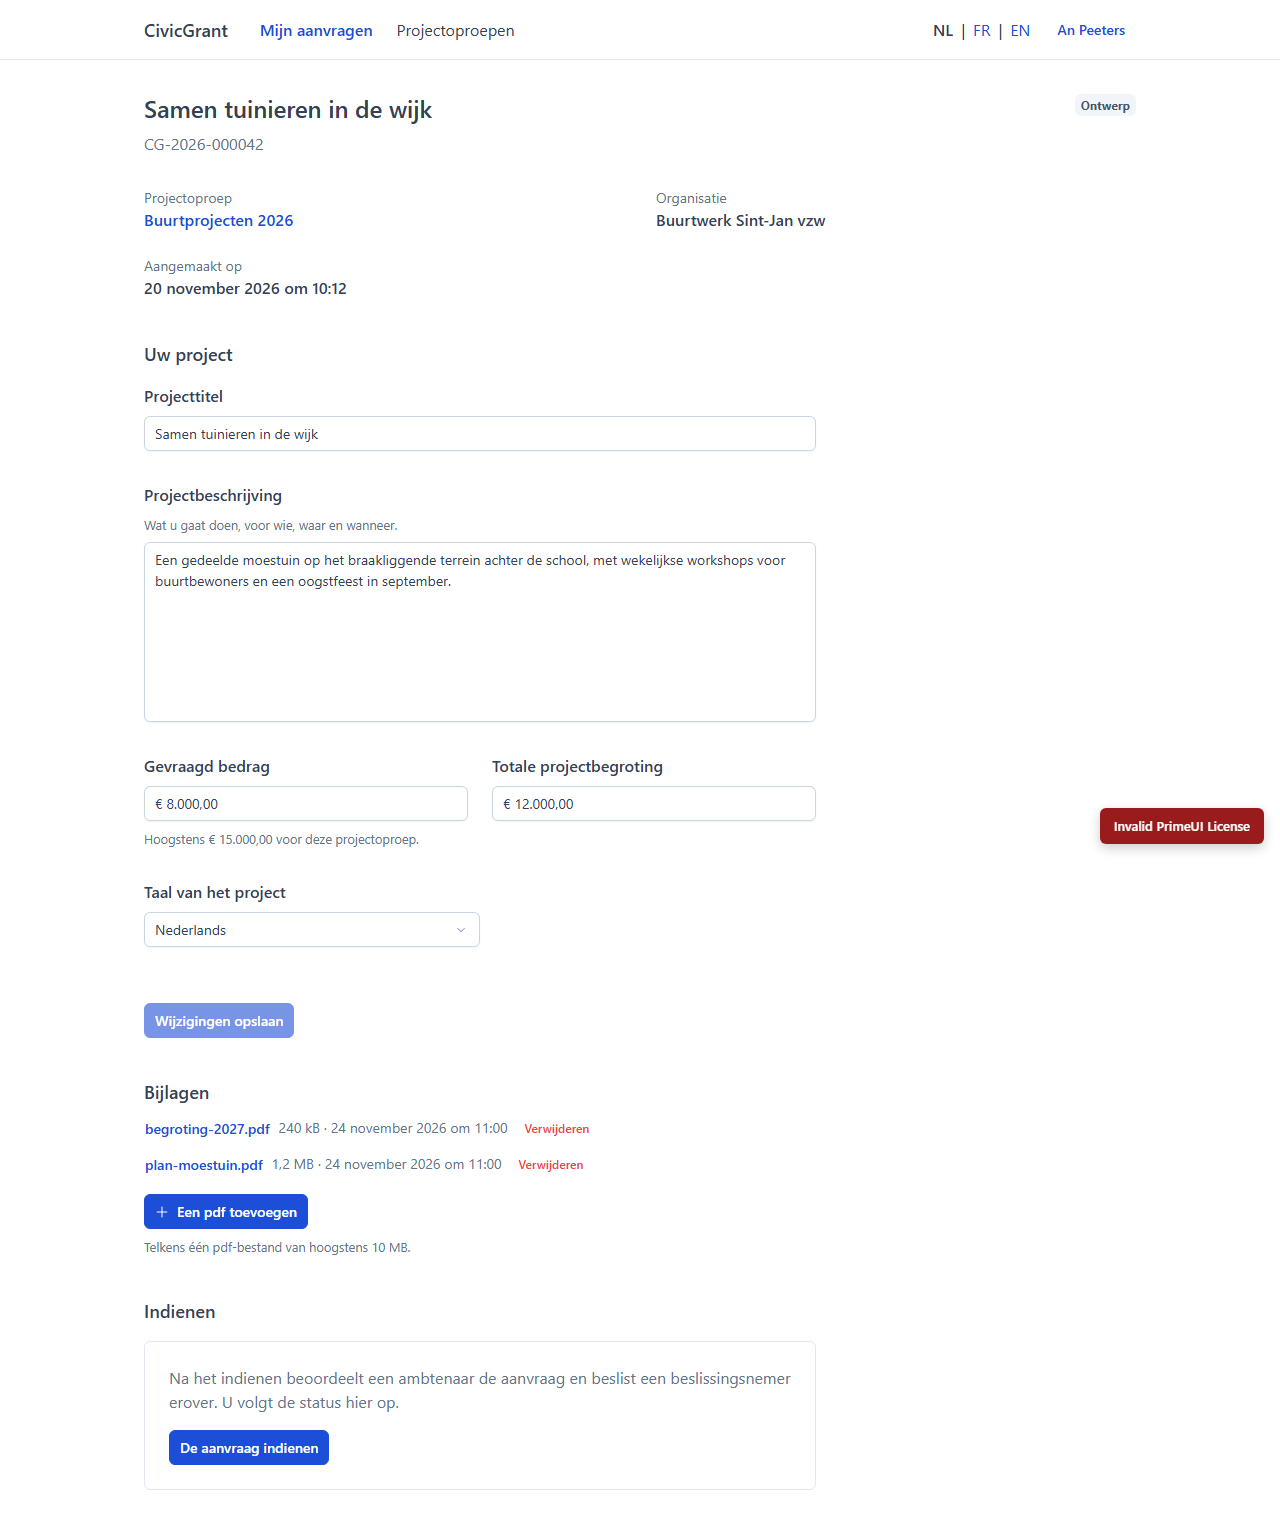 CivicGrant Mijn aanvragen Projectoproepen NL | FR | EN An Peeters
Samen tuinieren in de wijk Ontwerp
CG-2026-000042
Projectoproep Organisatie
Buurtprojecten 2026 Buurtwerk Sint-Jan vzw
Aangemaakt op
20 november 2026 om 10:12
Uw project
Projecttitel
Samen tuinieren in de wijk
Projectbeschrijving
Wat u gaat doen, voor wie, waar en wanneer.
Een gedeelde moestuin op het braakliggende terrein achter de school, met wekelijkse workshops voor
buurtbewoners en een oogstfeest in september.
Gevraagd bedrag Totale projectbegroting
€ 8.000,00 € 12.000,00
Hoogstens € 15.000,00 voor deze projectoproep.
Invalid PrimeUI License
Taal van het project
Nederlands
Wijzigingen opslaan
Bijlagen
begroting-2027.pdf 240 kB · 24 november 2026 om 11:00 Verwijderen
plan-moestuin.pdf 1,2 MB · 24 november 2026 om 11:00 Verwijderen
Een pdf toevoegen
Telkens één pdf-bestand van hoogstens 10 MB.
Indienen
Na het indienen beoordeelt een ambtenaar de aanvraag en beslist een beslissingsnemer
erover. U volgt de status hier op.
De aanvraag indienen